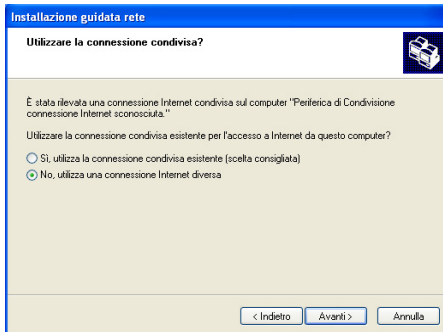 Installazione guidata rete
Utilizzare la connessione condivisa?
È stata rilevata una connessione Internet condivisa sul computer "Periferica di Condivisione
connessione Internet sconosciuta."
Utilizzare la connessione condivisa esistente per l'accesso a Internet da questo computer?
Sì, utilizza la connessione condivisa esistente (scelta consigliata)
No, utilizza una connessione Internet diversa
< Indietro Avanti > Annulla